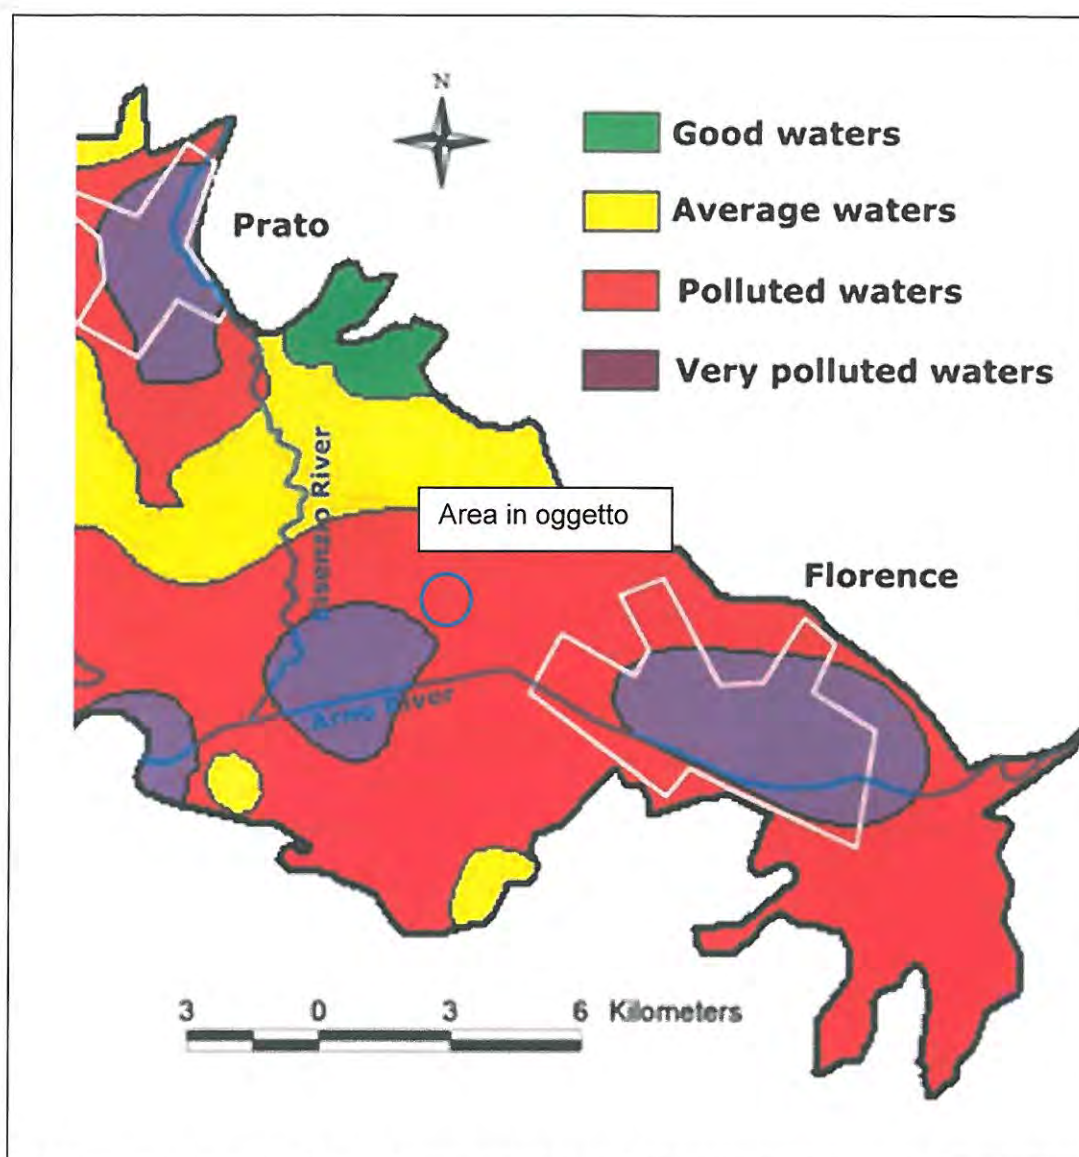 N
Good waters
Average waters
Polluted waters
Very polluted waters
Prato
Bisenzio River
Area in oggetto
Florence
Arno River
3 0 3 6 Kilometers